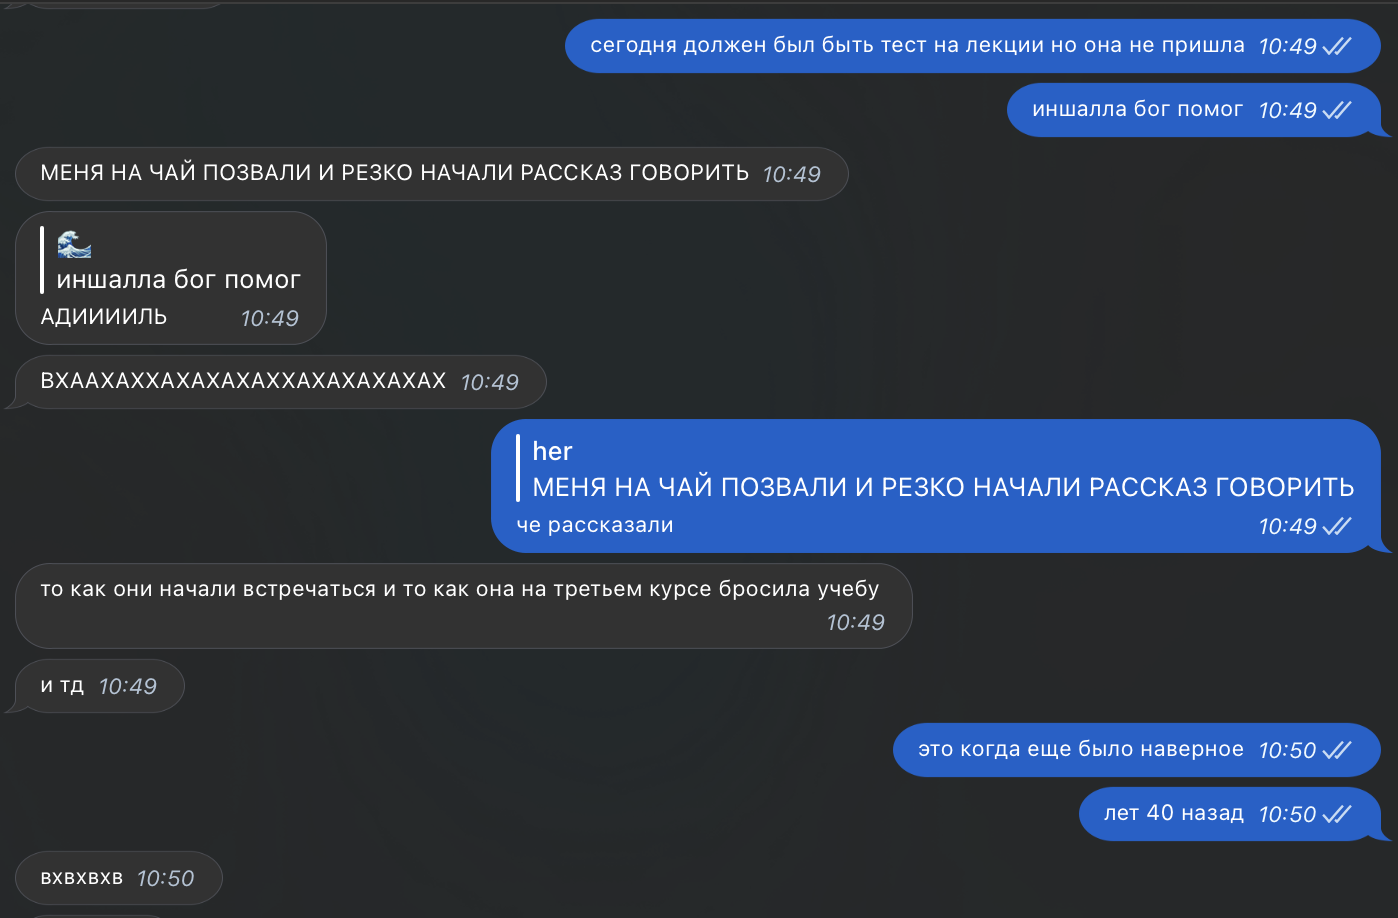 сегодня должен был быть тест на лекции но она не пришла 10:49
иншалла бог помог 10:49
МЕНЯ НА ЧАЙ ПОЗВАЛИ И РЕЗКО НАЧАЛИ РАССКАЗ ГОВОРИТЬ 10:49
🌊
иншалла бог помог
АДИИИИЛЬ 10:49
ВХААХАХХАХАХАХАХХАХАХАХАХАХ 10:49
her
МЕНЯ НА ЧАЙ ПОЗВАЛИ И РЕЗКО НАЧАЛИ РАССКАЗ ГОВОРИТЬ
че рассказали 10:49
то как они начали встречаться и то как она на третьем курсе бросила учебу
10:49
и тд 10:49
это когда еще было наверное 10:50
лет 40 назад 10:50
вхвхвхв 10:50